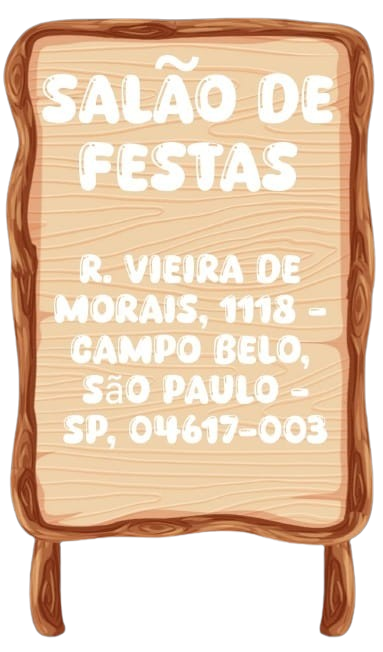 SALÃO DE
FESTAS
R. VIEIRA DE
MORAIS, 1118 -
CAMPO BELO,
SãO PAULO -
SP, 04617-003